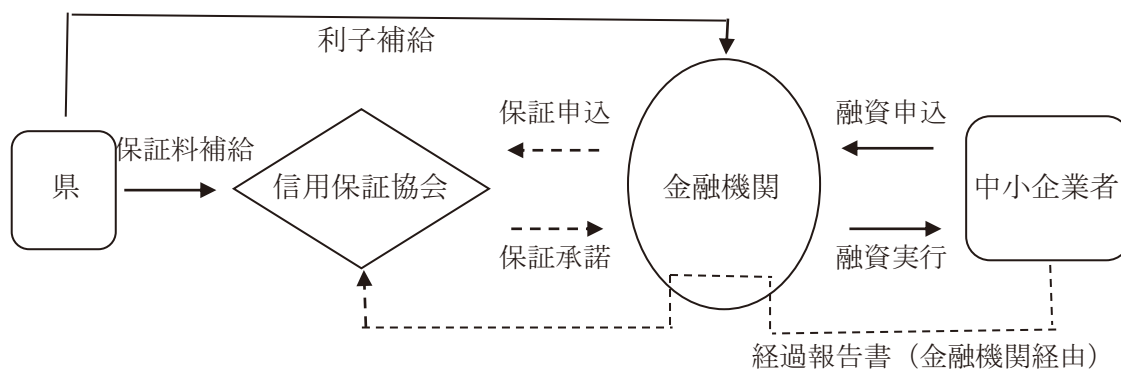 利子補給
保証申込
融資申込
保証料補給
県
信用保証協会
金融機関
中小企業者
保証承諾
融資実行
経過報告書（金融機関経由）